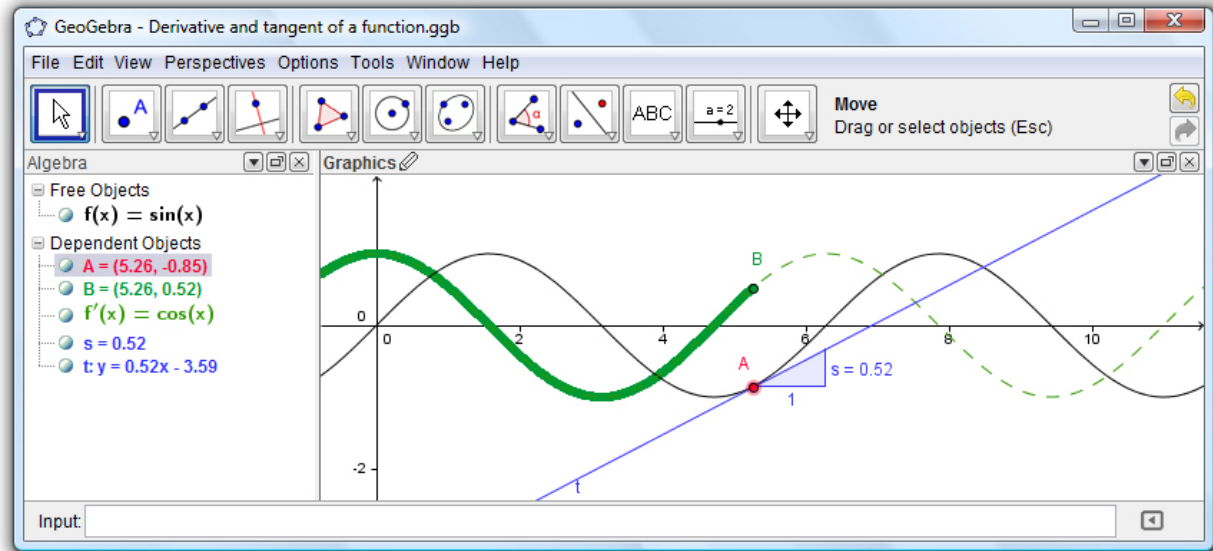 GeoGebra - Derivative and tangent of a function.ggb
File Edit View Perspectives Options Tools Window Help
A
α
ABC
a=2
Move
Drag or select objects (Esc)
Algebra
Graphics
Free Objects
f(x) = sin(x)
Dependent Objects
A = (5.26, -0.85)
B = (5.26, 0.52)
f'(x) = cos(x)
s = 0.52
t: y = 0.52x - 3.59
B
0
0 2 4 6 8 10
A
s = 0.52
1
-2
t
Input: